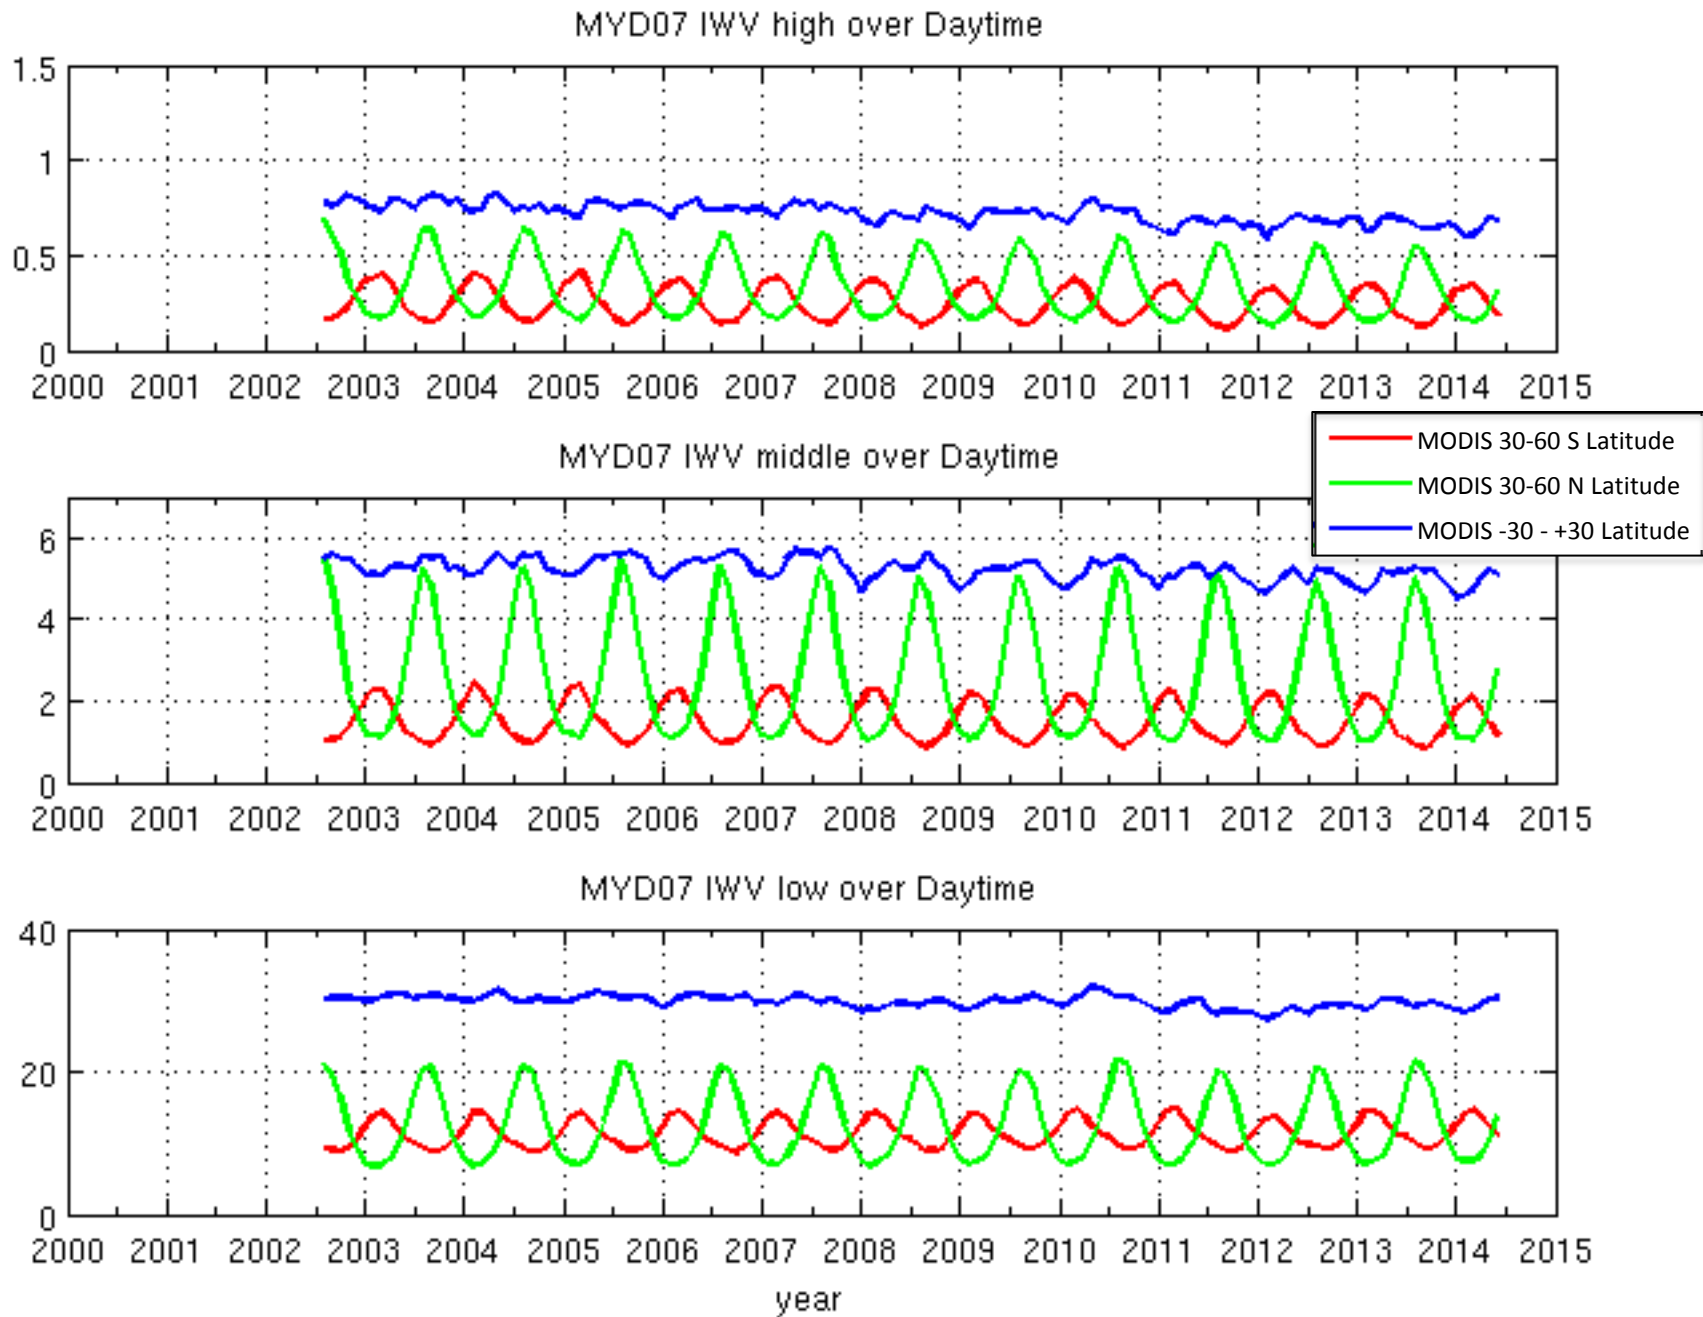 MYD07 IWV high over Daytime
1.5
1
0.5
0
2000 2001 2002 2003 2004 2005 2006 2007 2008 2009 2010 2011 2012 2013 2014 2015
MODIS 30-60 S Latitude
MODIS 30-60 N Latitude
MODIS -30 - +30 Latitude
MYD07 IWV middle over Daytime
6
4
2
0
2000 2001 2002 2003 2004 2005 2006 2007 2008 2009 2010 2011 2012 2013 2014 2015
MYD07 IWV low over Daytime
40
20
0
2000 2001 2002 2003 2004 2005 2006 2007 2008 2009 2010 2011 2012 2013 2014 2015
year